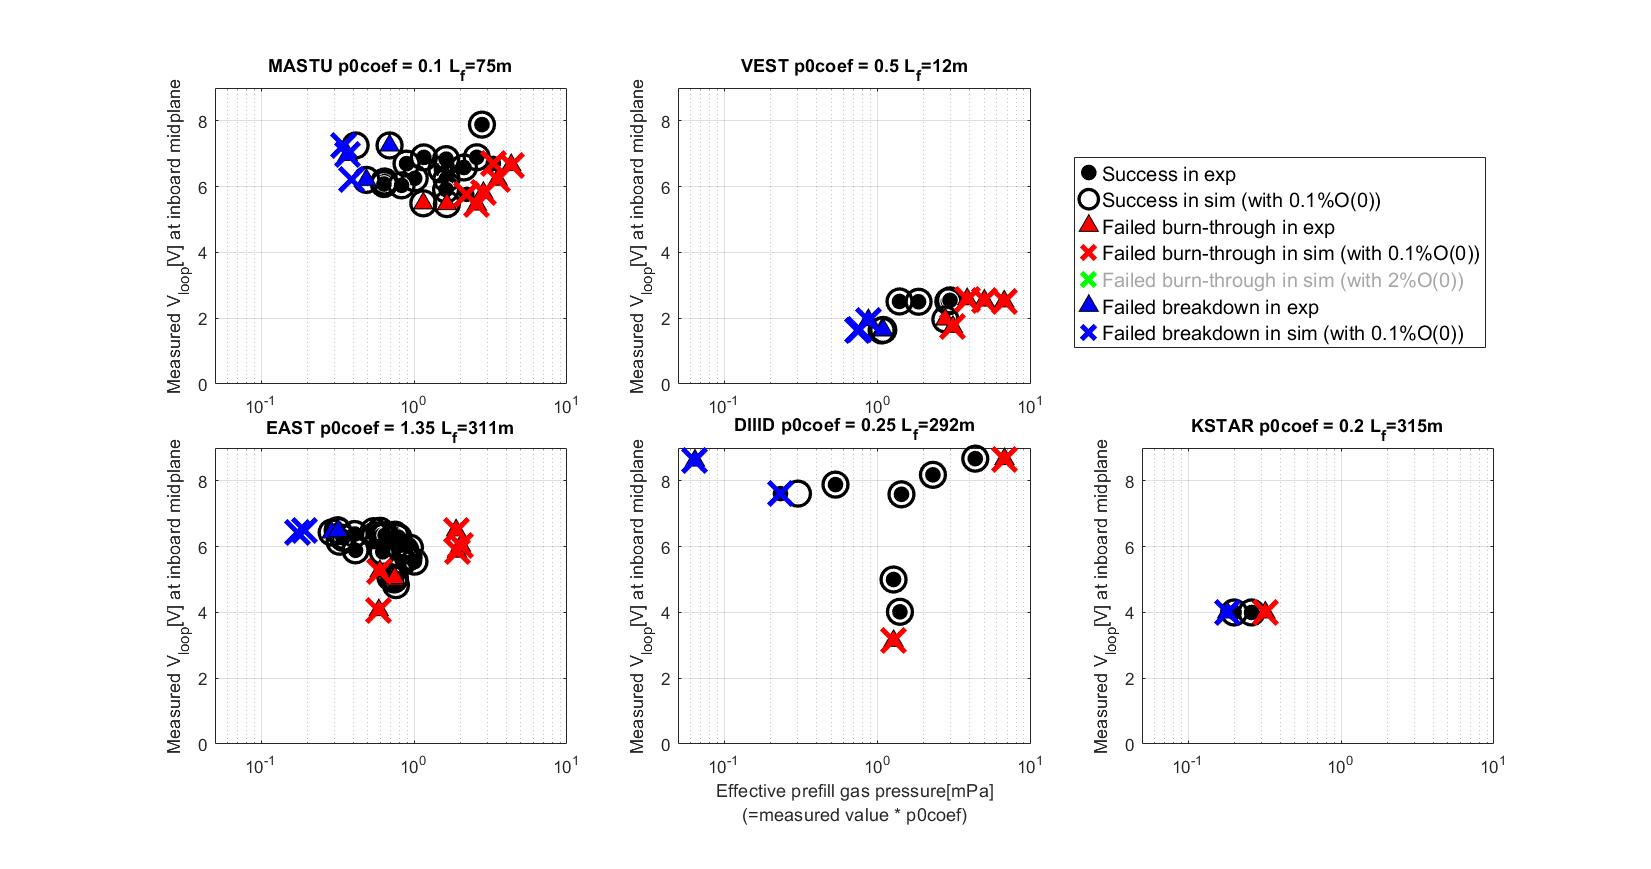 MASTU p0coef = 0.1 Lf=75m
Measured Vloop[V] at inboard midplane
8
6
4
2
0
10-1
100
101
VEST p0coef = 0.5 Lf=12m
Measured Vloop[V] at inboard midplane
8
6
4
2
0
10-1
100
101
Success in exp
Success in sim (with 0.1%O(0))
Failed burn-through in exp
Failed burn-through in sim (with 0.1%O(0))
Failed burn-through in sim (with 2%O(0))
Failed breakdown in exp
Failed breakdown in sim (with 0.1%O(0))
EAST p0coef = 1.35 Lf=311m
Measured Vloop[V] at inboard midplane
8
6
4
2
0
10-1
100
101
DIIID p0coef = 0.25 Lf=292m
Measured Vloop[V] at inboard midplane
8
6
4
2
0
10-1
100
101
Effective prefill gas pressure[mPa]
(=measured value * p0coef)
KSTAR p0coef = 0.2 Lf=315m
Measured Vloop[V] at inboard midplane
8
6
4
2
0
10-1
100
101